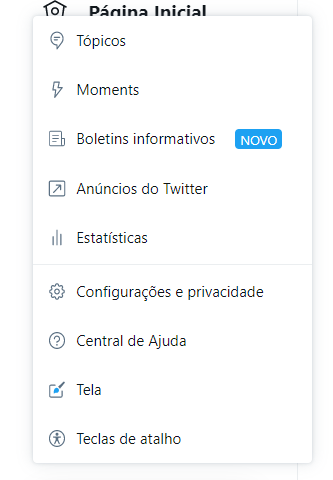 Página Inicial
Tópicos
Moments
Boletins informativos NOVO
Anúncios do Twitter
Estatísticas
Configurações e privacidade
Central de Ajuda
Tela
Teclas de atalho